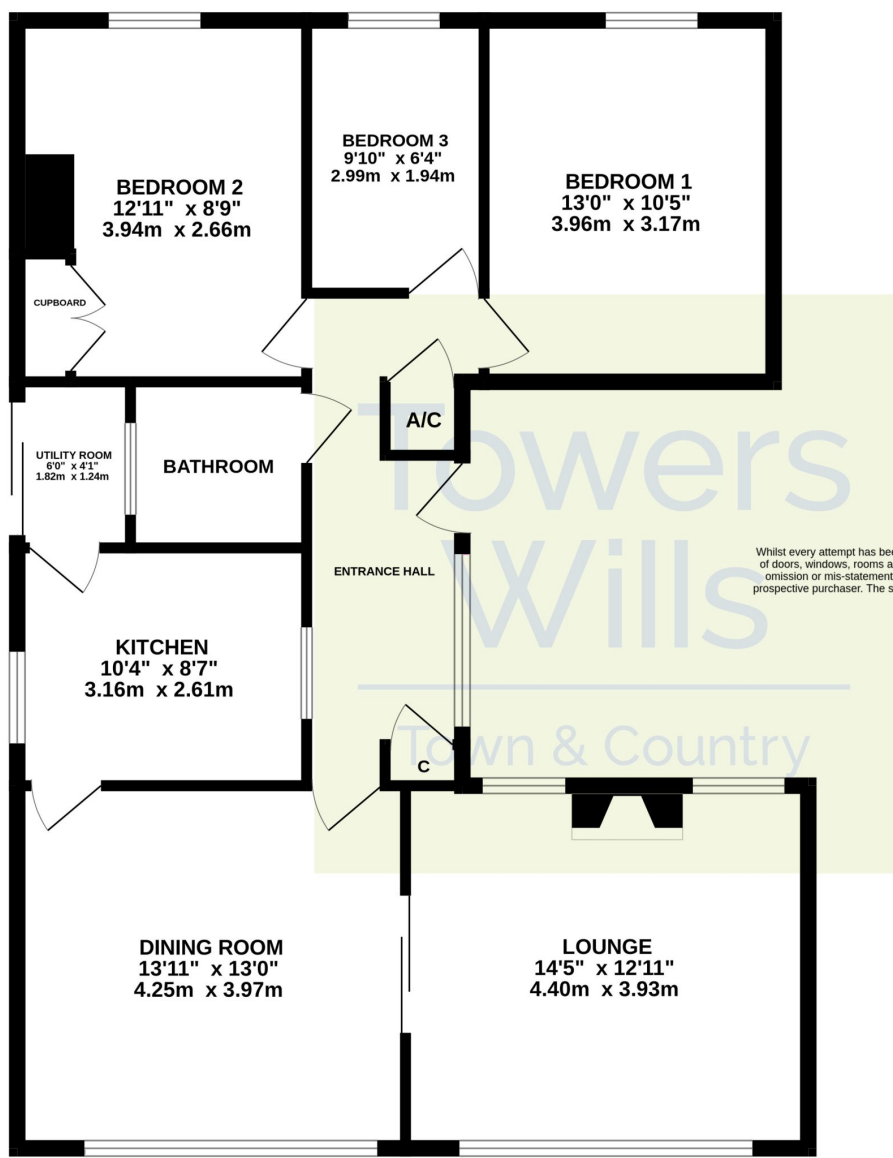 BEDROOM 2
12'11" x 8'9"
3.94m x 2.66m
BEDROOM 3
9'10" x 6'4"
2.99m x 1.94m
BEDROOM 1
13'0" x 10'5"
3.96m x 3.17m
CUPBOARD
A/C
UTILITY ROOM
6'0" x 4'1"
1.82m x 1.24m
BATHROOM
Towers
Wills
Town & Country
ENTRANCE HALL
Whilst every attempt has bee
of doors, windows, rooms a
omission or mis-statement
prospective purchaser. The s
KITCHEN
10'4" x 8'7"
3.16m x 2.61m
C
DINING ROOM
13'11" x 13'0"
4.25m x 3.97m
LOUNGE
14'5" x 12'11"
4.40m x 3.93m